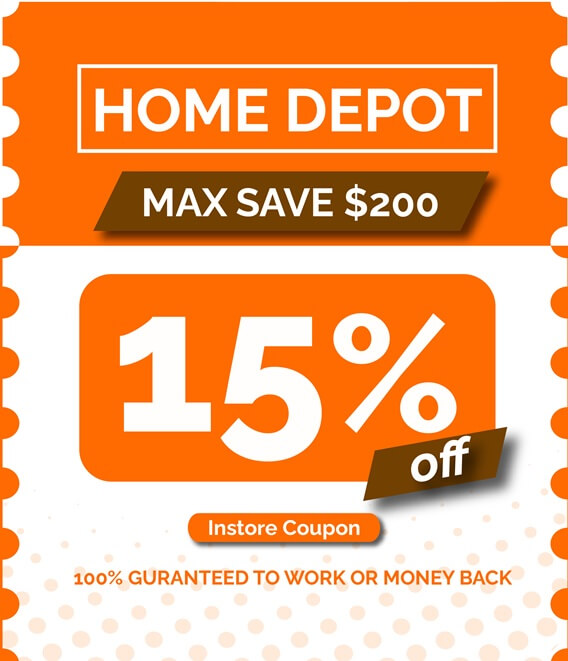 HOME DEPOT
MAX SAVE $200
15%
off
Instore Coupon
100% GURANTEED TO WORK OR MONEY BACK